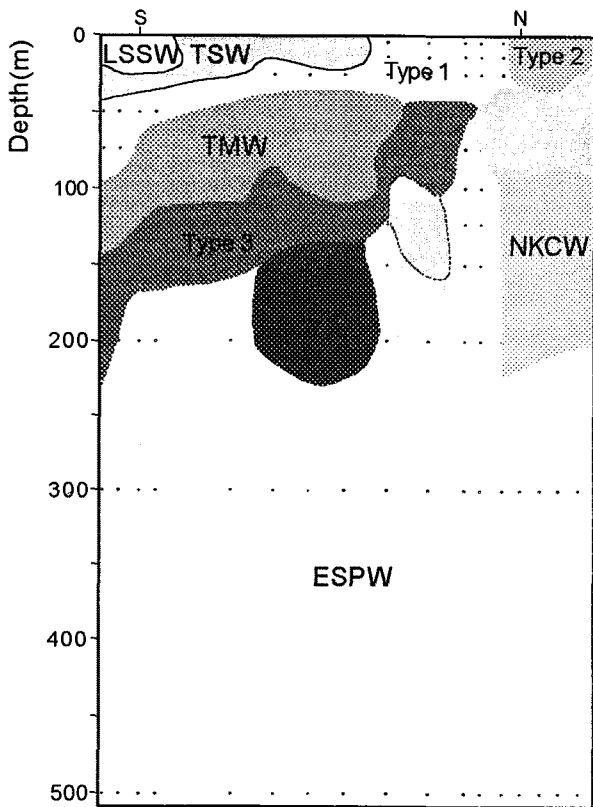 S N
Depth(m)
0
100
200
300
400
500
LSSW TSW Type 1 Type 2
TMW
Type 3 NKCW
ESPW